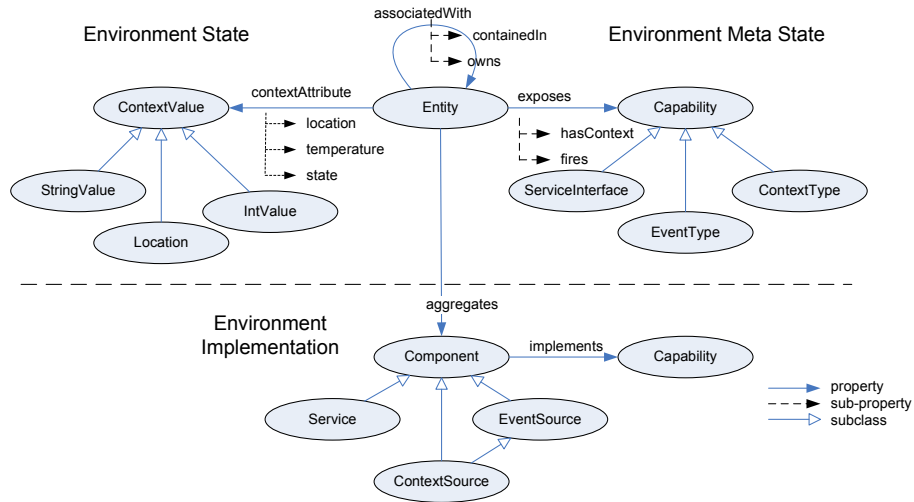 associatedWith
Environment State
containedIn
Environment Meta State
owns
contextAttribute
exposes
ContextValue
Entity
Capability
location
hasContext
temperature
fires
state
StringValue
ServiceInterface
ContextType
IntValue
Location
EventType
aggregates
Environment
Implementation
implements
Component
Capability
property
sub-property
subclass
Service
EventSource
ContextSource